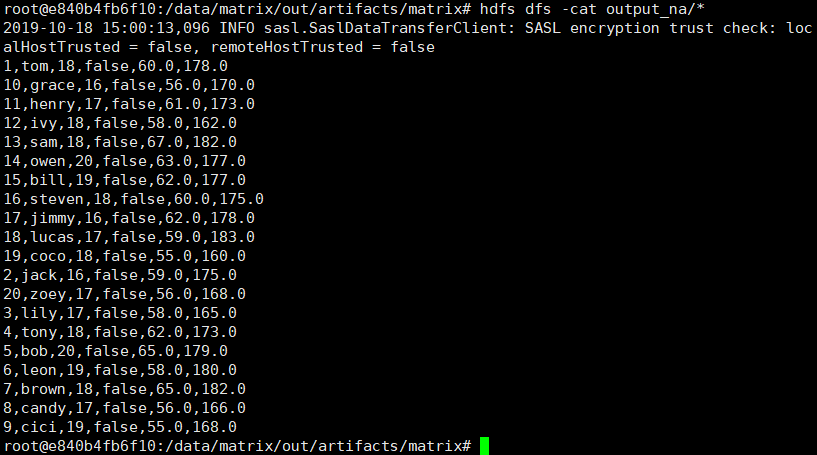 root@e840b4fb6f10:/data/matrix/out/artifacts/matrix# hdfs dfs -cat output_na/*
2019-10-18 15:00:13,096 INFO sasl.SaslDataTransferClient: SASL encryption trust check: loc
alHostTrusted = false, remoteHostTrusted = false
1,tom,18,false,60.0,178.0
10,grace,16,false,56.0,170.0
11,henry,17,false,61.0,173.0
12,ivy,18,false,58.0,162.0
13,sam,18,false,67.0,182.0
14,owen,20,false,63.0,177.0
15,bill,19,false,62.0,177.0
16,steven,18,false,60.0,175.0
17,jimmy,16,false,62.0,178.0
18,lucas,17,false,59.0,183.0
19,coco,18,false,55.0,160.0
2,jack,16,false,59.0,175.0
20,zoey,17,false,56.0,168.0
3,lily,17,false,58.0,165.0
4,tony,18,false,62.0,173.0
5,bob,20,false,65.0,179.0
6,leon,19,false,58.0,180.0
7,brown,18,false,65.0,182.0
8,candy,17,false,56.0,166.0
9,cici,19,false,55.0,168.0
root@e840b4fb6f10:/data/matrix/out/artifacts/matrix#